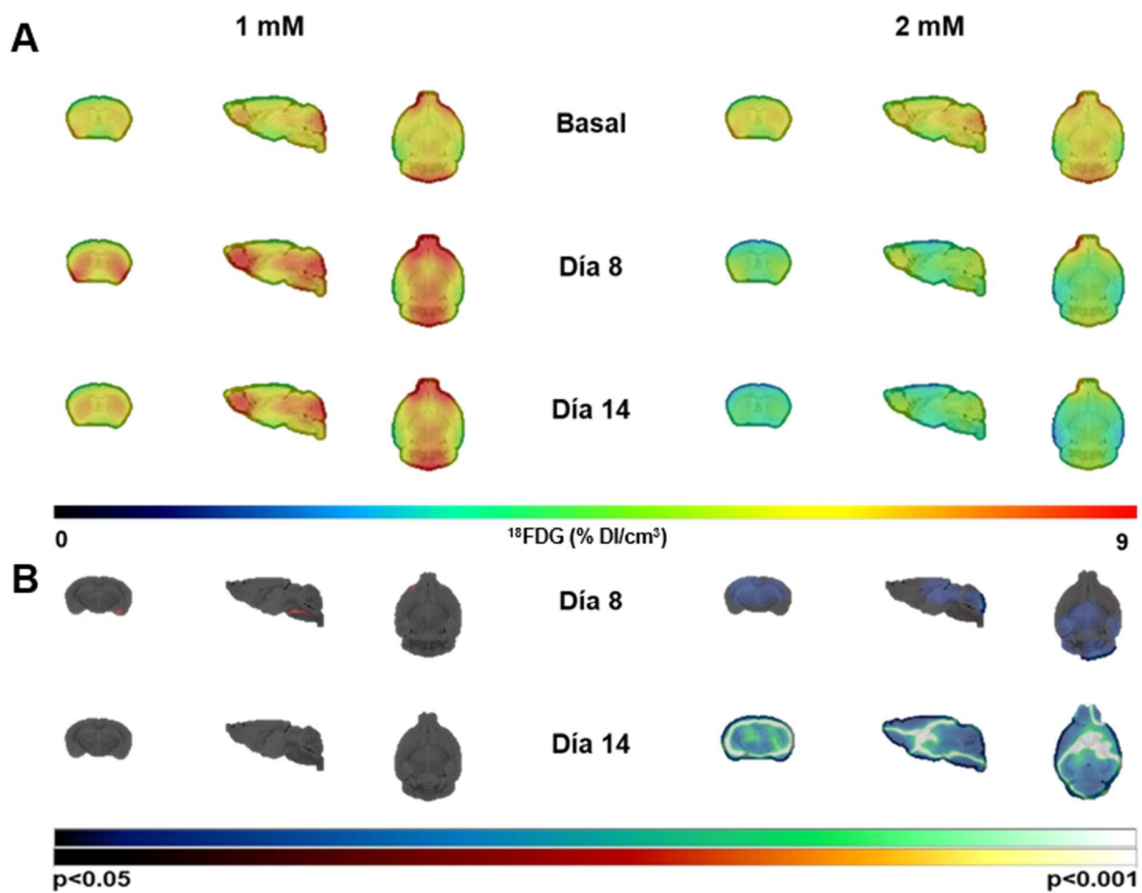 A
1 mM
2 mM
Basal
Día 8
Día 14
0
¹⁸FDG (% DI/cm³)
9
B
Día 8
Día 14
p<0.05
p<0.001